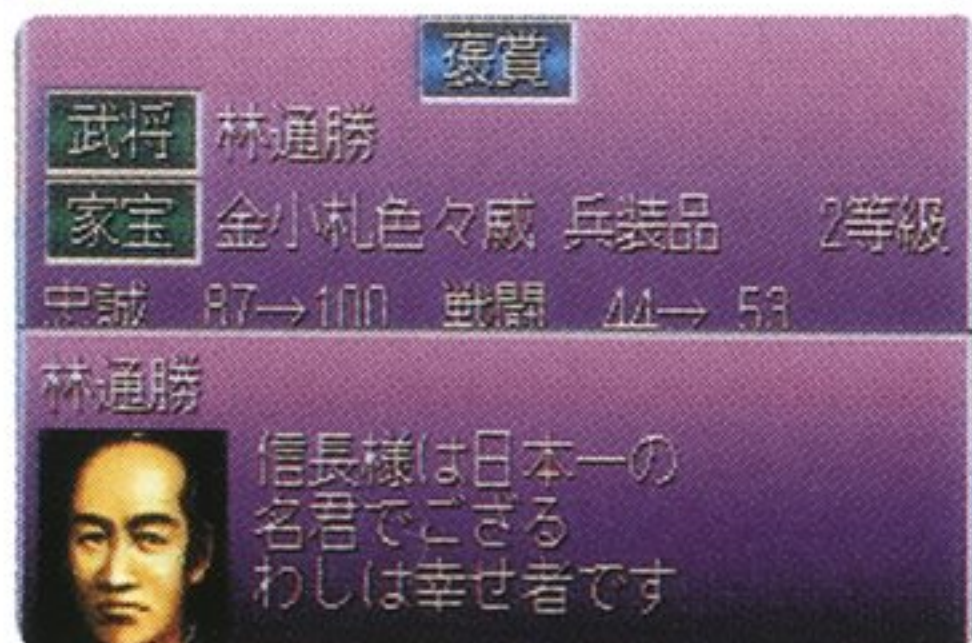 褒賞
武将 林通勝
家宝 金小札色々威 兵装品 2等級
忠誠 87→100 戦闘 44→ 53
林通勝
信長様は日本一の
名君でござる
わしは幸せ者です